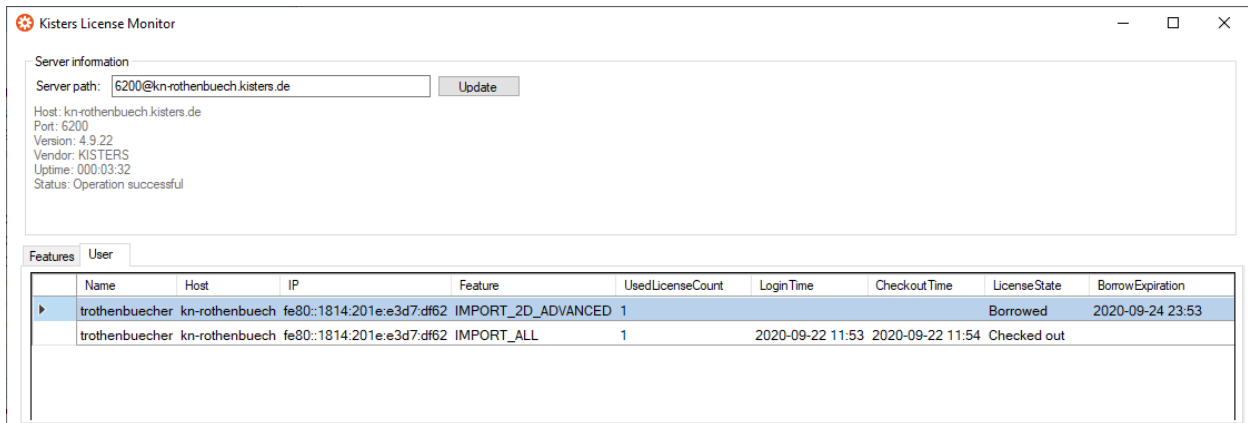 Kisters License Monitor
Server information
Server path: 6200@kn-rothenbuech.kisters.de Update
Host: kn-rothenbuech.kisters.de
Port: 6200
Version: 4.9.22
Vendor: KISTERS
Uptime: 000:03:32
Status: Operation successful
Features User
Name Host IP Feature UsedLicenseCount LoginTime CheckoutTime LicenseState BorrowExpiration
trothenbuecher kn-rothenbuech fe80::1814:201e:e3d7:df62 IMPORT_2D_ADVANCED 1 Borrowed 2020-09-24 23:53
trothenbuecher kn-rothenbuech fe80::1814:201e:e3d7:df62 IMPORT_ALL 1 2020-09-22 11:53 2020-09-22 11:54 Checked out